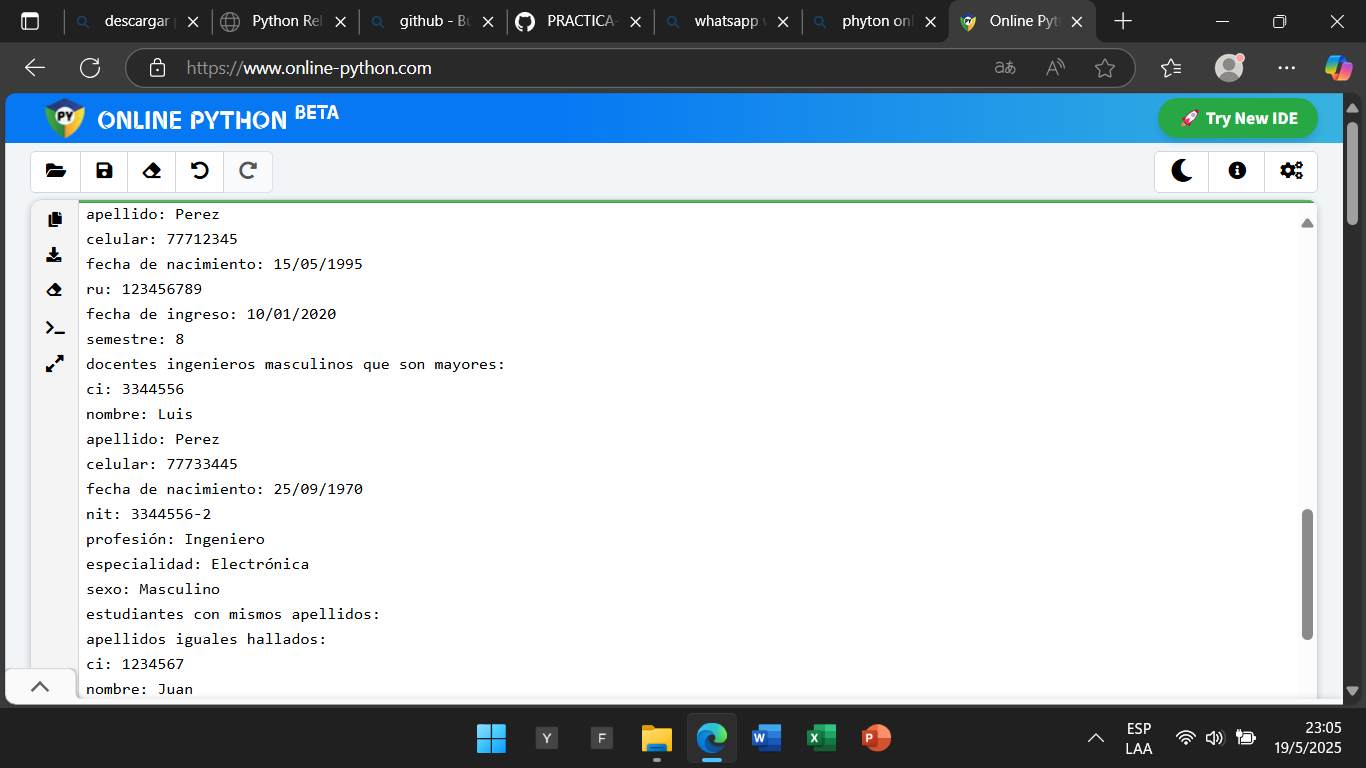 descargar
Python Rel
github - Bú
PRACTICA-
whatsapp
phyton onl
Online Pyt
https://www.online-python.com
PY ONLINE PYTHON BETA
Try New IDE
apellido: Perez
celular: 77712345
fecha de nacimiento: 15/05/1995
ru: 123456789
fecha de ingreso: 10/01/2020
semestre: 8
docentes ingenieros masculinos que son mayores:
ci: 3344556
nombre: Luis
apellido: Perez
celular: 77733445
fecha de nacimiento: 25/09/1970
nit: 3344556-2
profesión: Ingeniero
especialidad: Electrónica
sexo: Masculino
estudiantes con mismos apellidos:
apellidos iguales hallados:
ci: 1234567
nombre: Juan
Y
F
W
X
P
ESP
LAA
23:05
19/5/2025